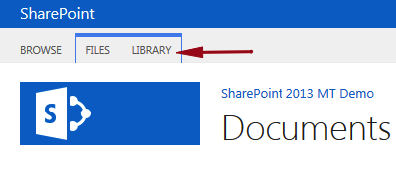 SharePoint
BROWSE FILES LIBRARY
S
SharePoint 2013 MT Demo
Documents